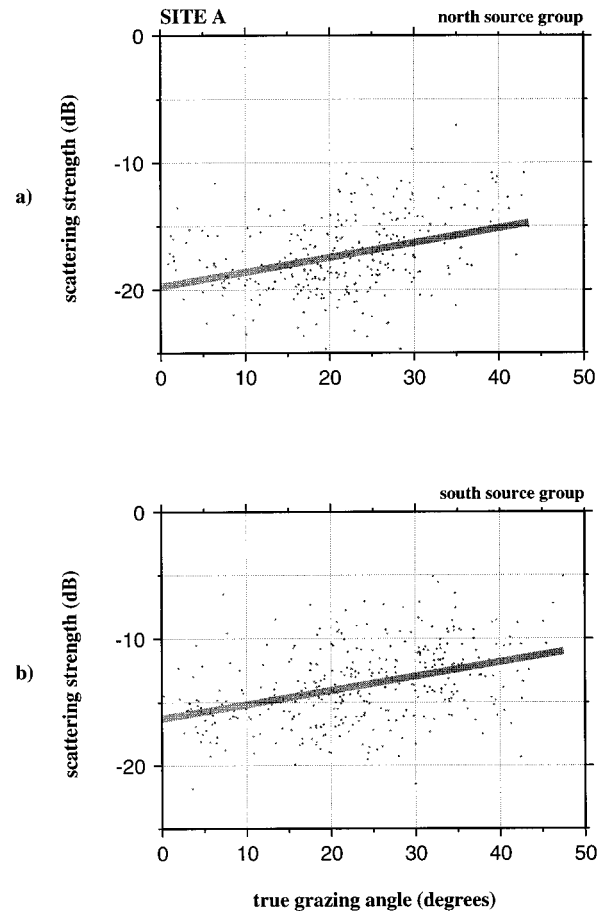 SITE A
north source group
0
-10
-20
scattering strength (dB)
a)
0 10 20 30 40 50
south source group
0
-10
-20
scattering strength (dB)
b)
0 10 20 30 40 50
true grazing angle (degrees)